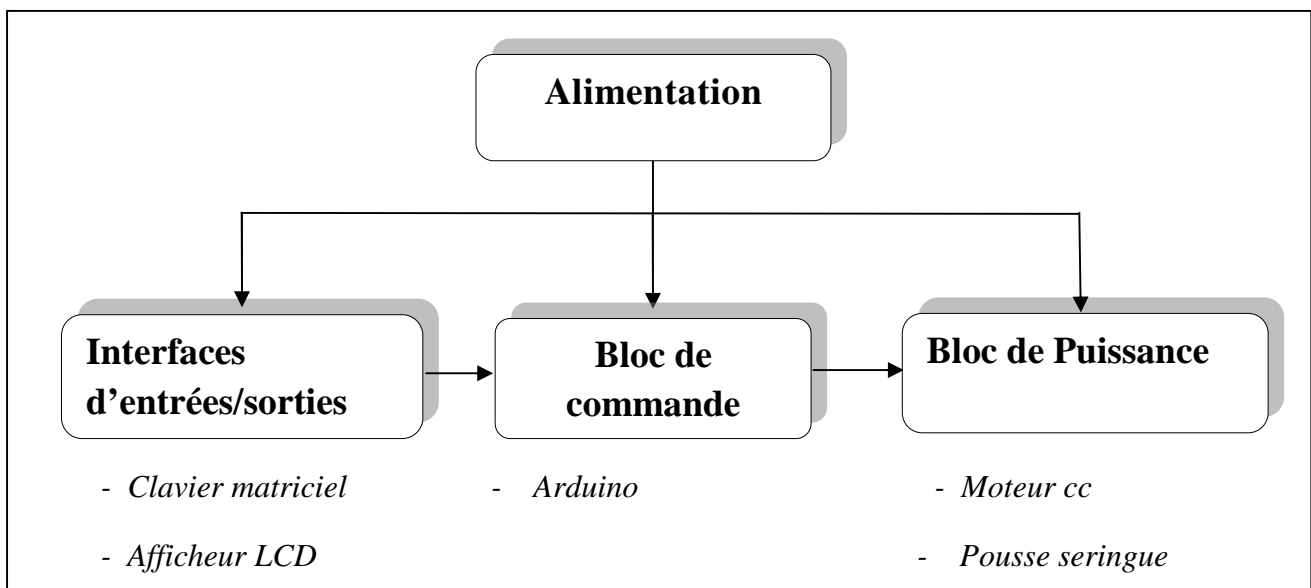 Alimentation
Interfaces
d’entrées/sorties
Bloc de
commande
Bloc de Puissance
- Clavier matriciel
- Afficheur LCD
- Arduino
- Moteur cc
- Pousse seringue